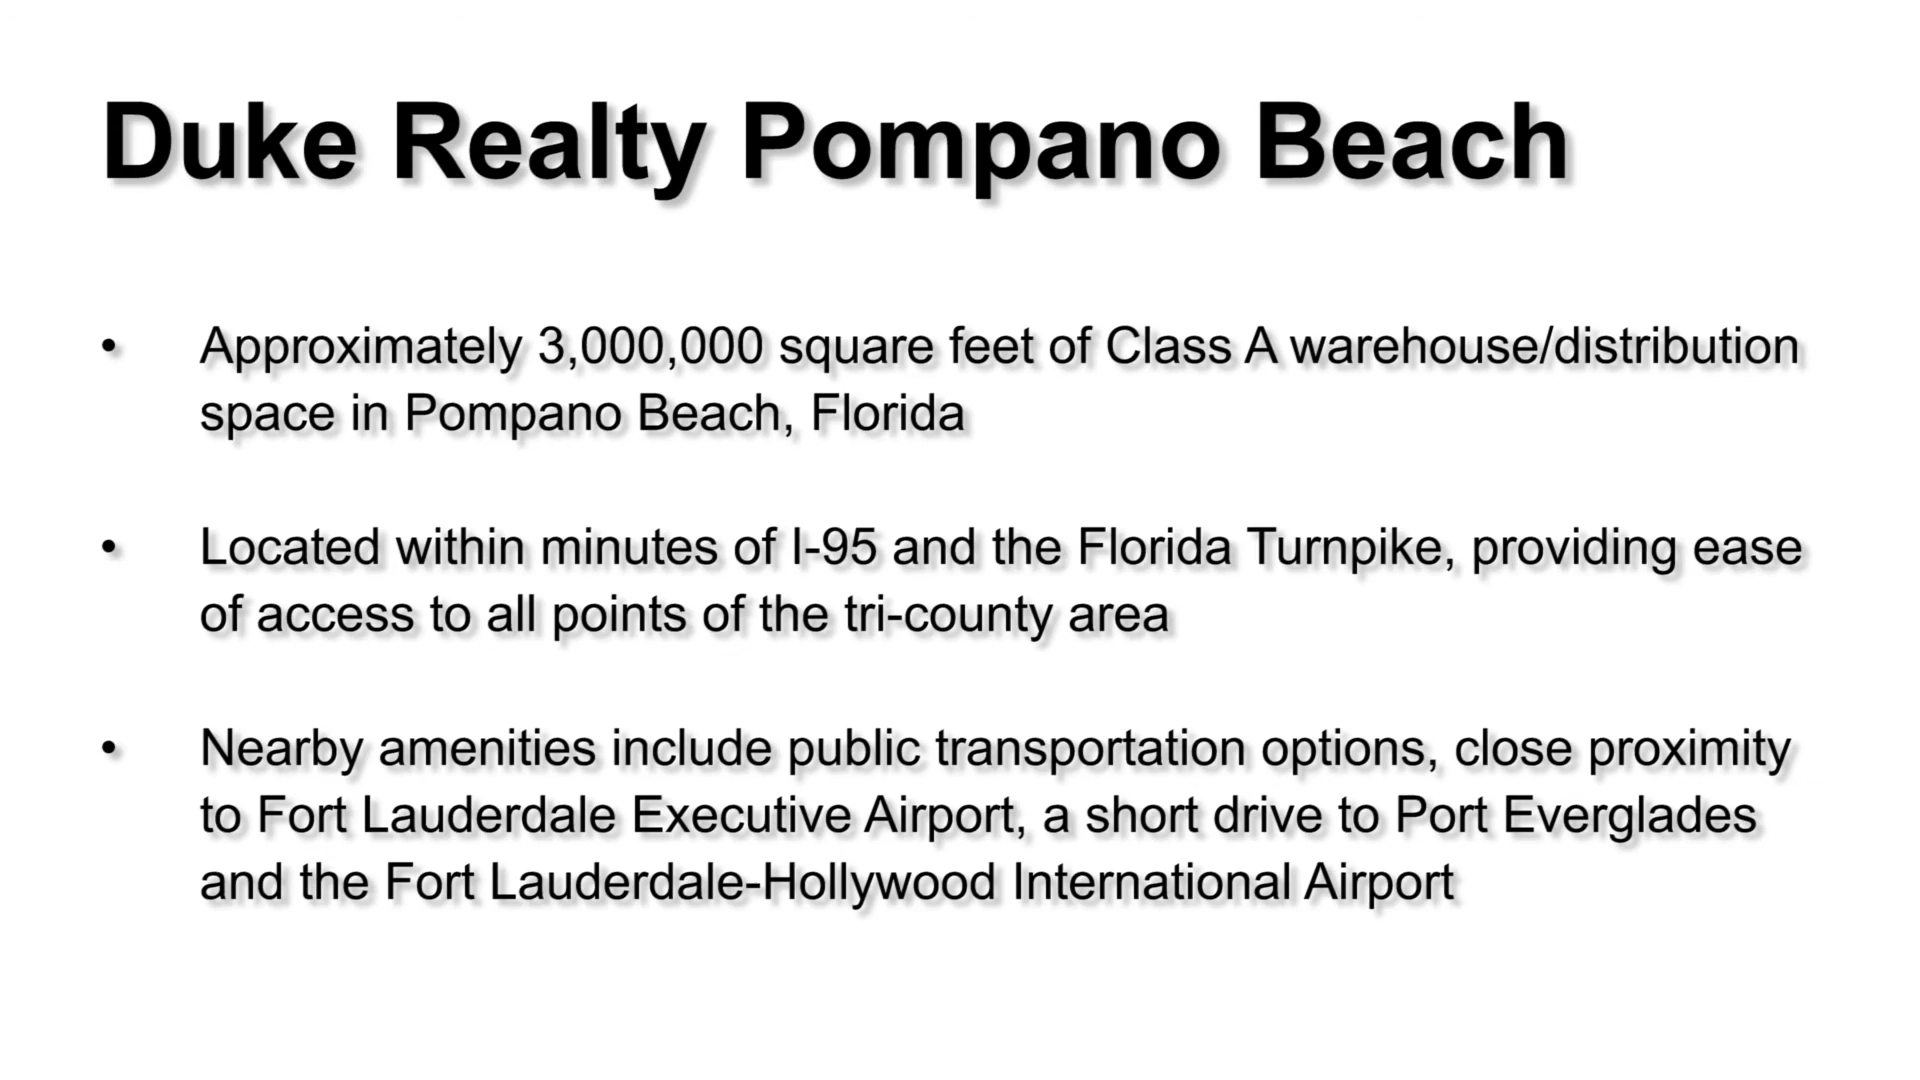 Duke Realty Pompano Beach
• Approximately 3,000,000 square feet of Class A warehouse/distribution
space in Pompano Beach, Florida
• Located within minutes of I-95 and the Florida Turnpike, providing ease
of access to all points of the tri-county area
• Nearby amenities include public transportation options, close proximity
to Fort Lauderdale Executive Airport, a short drive to Port Everglades
and the Fort Lauderdale-Hollywood International Airport